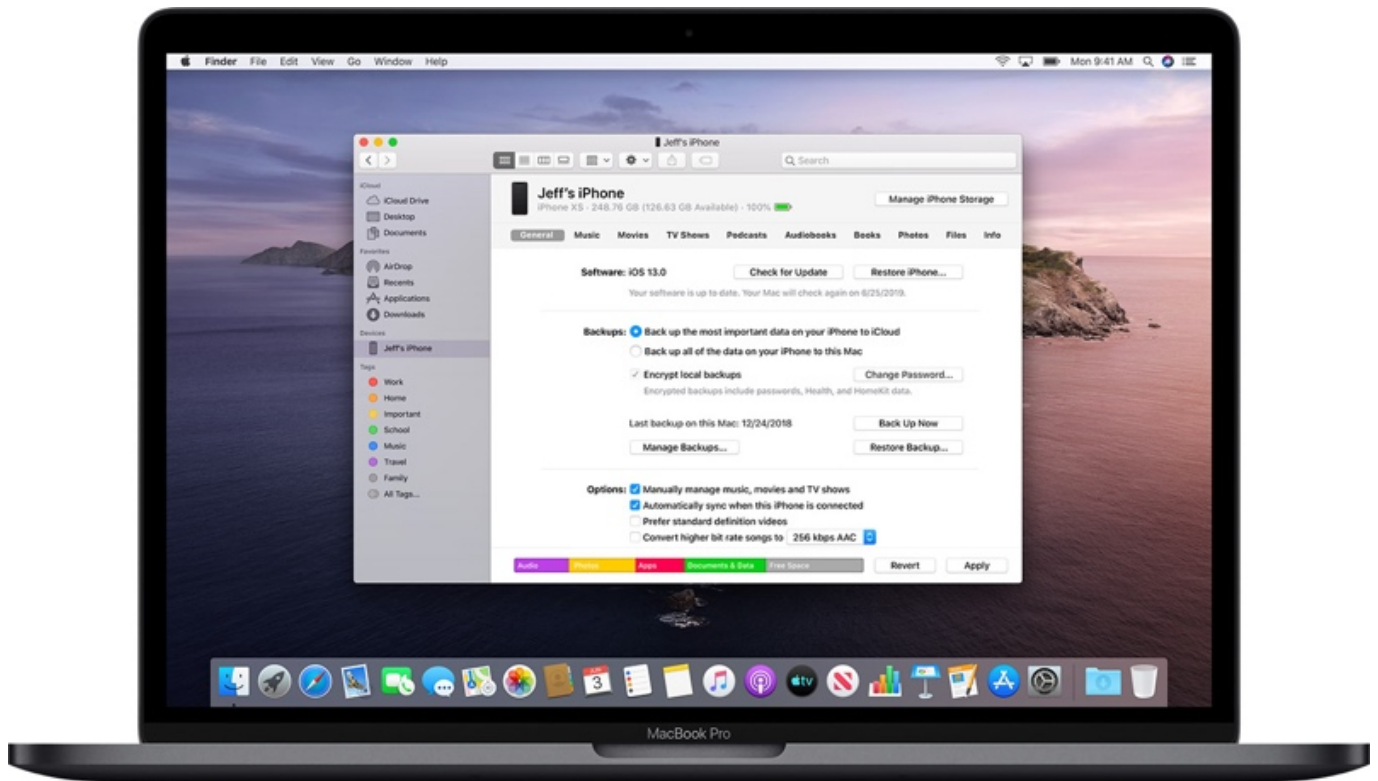 Finder File Edit View Go Window Help Mon 9:41 AM
Jeff's iPhone
Search
iCloud
iCloud Drive
Desktop
Documents
Favorites
AirDrop
Recents
Applications
Downloads
Devices
Jeff's iPhone
Tags
Work
Home
Important
School
Music
Travel
Family
All Tags...
Jeff's iPhone
iPhone XS - 248.76 GB (126.63 GB Available) - 100%
Manage iPhone Storage
General Music Movies TV Shows Podcasts Audiobooks Books Photos Files Info
Software: iOS 13.0 Check for Update Restore iPhone...
Your software is up to date. Your Mac will check again on 6/25/2019.
Backups: Back up the most important data on your iPhone to iCloud
Back up all of the data on your iPhone to this Mac
Encrypt local backups Change Password...
Encrypted backups include passwords, Health, and HomeKit data.
Last backup on this Mac: 12/24/2018 Back Up Now
Manage Backups... Restore Backup...
Options: Manually manage music, movies and TV shows
Automatically sync when this iPhone is connected
Prefer standard definition videos
Convert higher bit rate songs to 256 kbps AAC
Audio Photos Apps Documents & Data Free Space Revert Apply
JUN
3
tv
MacBook Pro